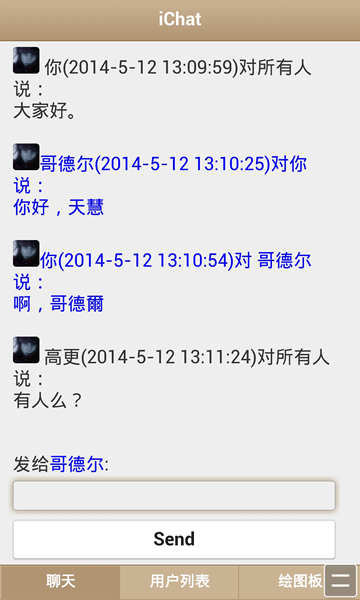 iChat
你(2014-5-12 13:09:59)对所有人
说：
大家好。
哥德尔(2014-5-12 13:10:25)对你
说：
你好，天慧
你(2014-5-12 13:10:54)对 哥德尔
说：
啊，哥德爾
高更(2014-5-12 13:11:24)对所有人
说：
有人么？
发给哥德尔:
Send
聊天 用户列表 绘图板